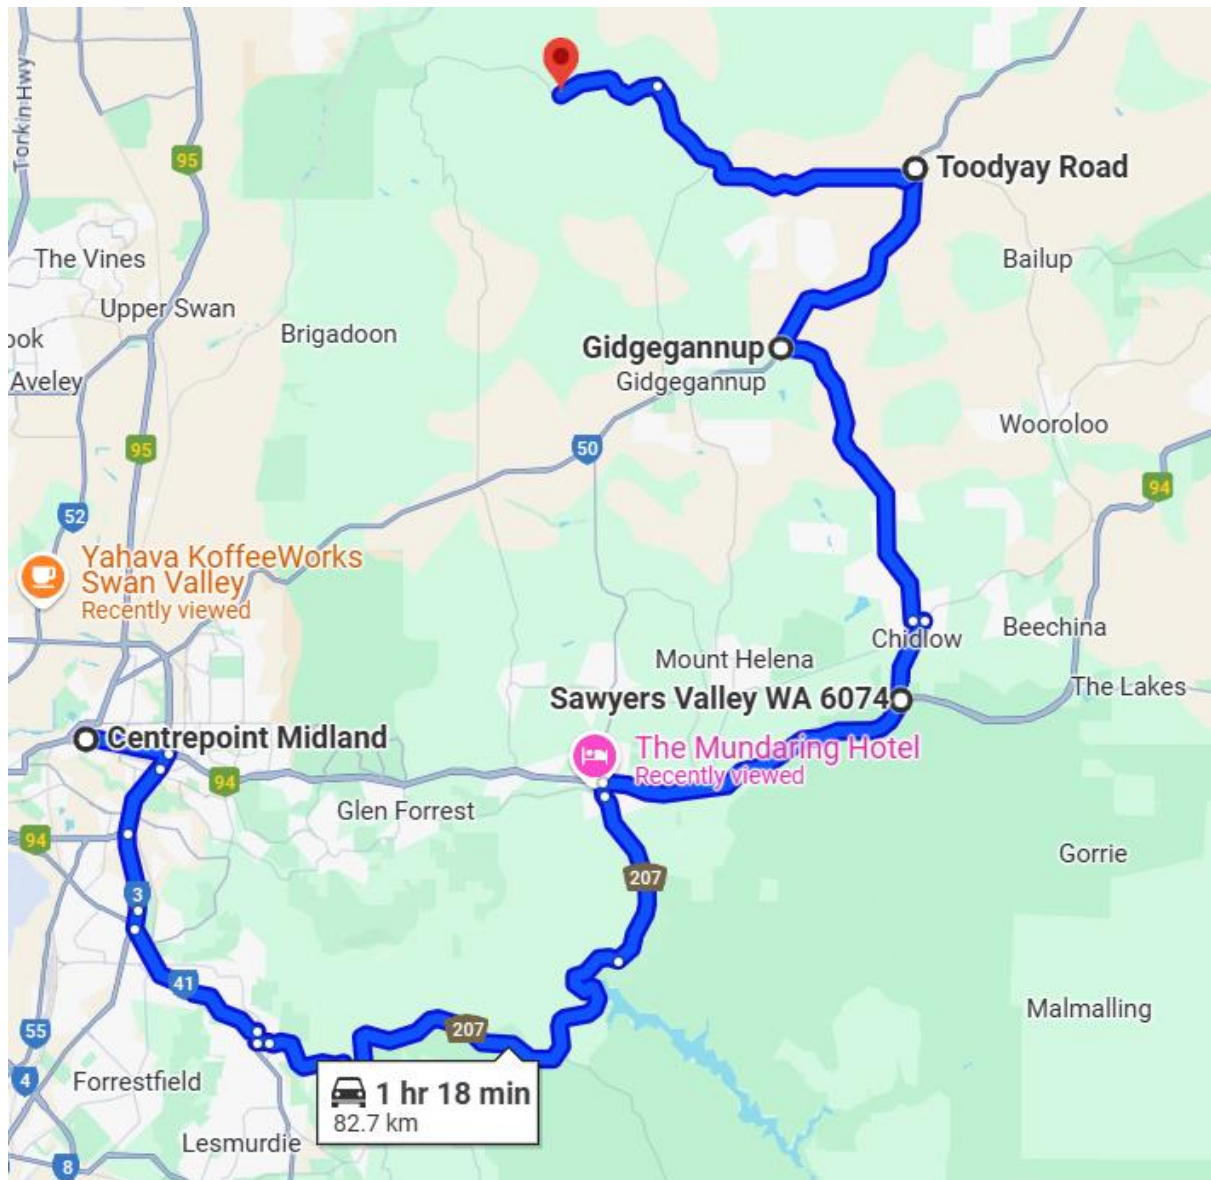 Tonkin Hwy
95
Toodyay Road
The Vines
Bailup
Upper Swan
Brigadoon
ook
Gidgegannup
Aveley
Gidgegannup
Wooroloo
95
50
94
52
Yahava KoffeeWorks
Swan Valley
Recently viewed
Chidlow
Beechina
Mount Helena
The Lakes
Sawyers Valley WA 6074
Centrepoint Midland
The Mundaring Hotel
Recently viewed
94
Glen Forrest
94
Gorrie
207
3
41
Malmalling
55
207
4
Forrestfield
1 hr 18 min
82.7 km
Lesmurdie
8